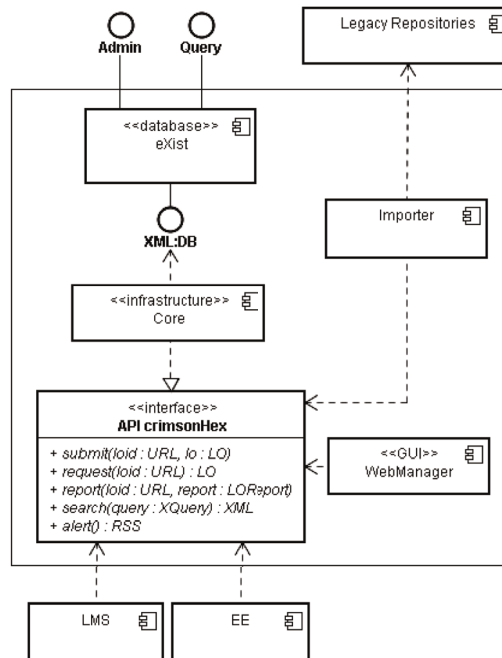 Legacy Repositories
Admin
Query
<<database>>
eXist
Importer
XML:DB
<<infrastructure>>
Core
<<interface>>
API crimsonHex
+ submit(loid : URL, lo : LO)
+ request(loid : URL) : LO
+ report(loid : URL, report : LOReport)
+ search(query : XQuery) : XML
+ alert() : RSS
<<GUI>>
WebManager
LMS
EE